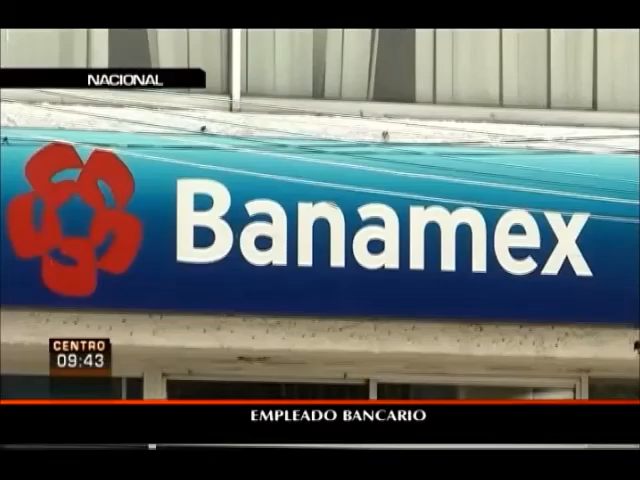 NACIONAL
Banamex
CENTRO
09:43
EMPLEADO BANCARIO